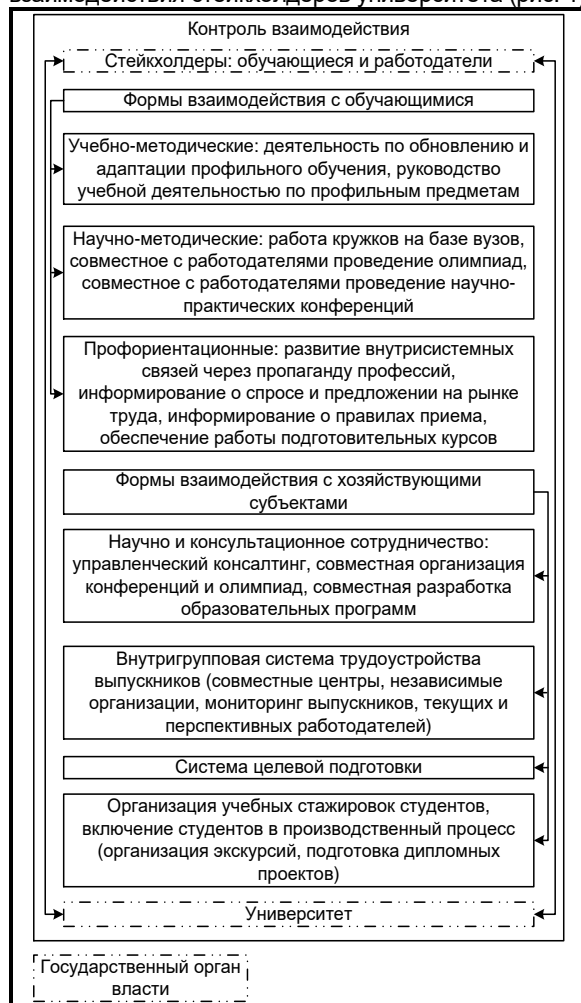 взаимодействия стейкхолдеров университета (рис. 1
Контроль взаимодействия
Стейкхолдеры: обучающиеся и работодатели
Формы взаимодействия с обучающимися
Учебно-методические: деятельность по обновлению и
адаптации профильного обучения, руководство
учебной деятельностью по профильным предметам
Научно-методические: работа кружков на базе вузов,
совместное с работодателями проведение олимпиад,
совместное с работодателями проведение научно-
практических конференций
Профориентационные: развитие внутрисистемных
связей через пропаганду профессий,
информирование о спросе и предложении на рынке
труда, информирование о правилах приема,
обеспечение работы подготовительных курсов
Формы взаимодействия с хозяйствующими
субъектами
Научно и консультационное сотрудничество:
управленческий консалтинг, совместная организация
конференций и олимпиад, совместная разработка
образовательных программ
Внутригрупповая система трудоустройства
выпускников (совместные центры, независимые
организации, мониторинг выпускников, текущих и
перспективных работодателей)
Система целевой подготовки
Организация учебных стажировок студентов,
включение студентов в производственный процесс
(организация экскурсий, подготовка дипломных
проектов)
Университет
Государственный орган
власти